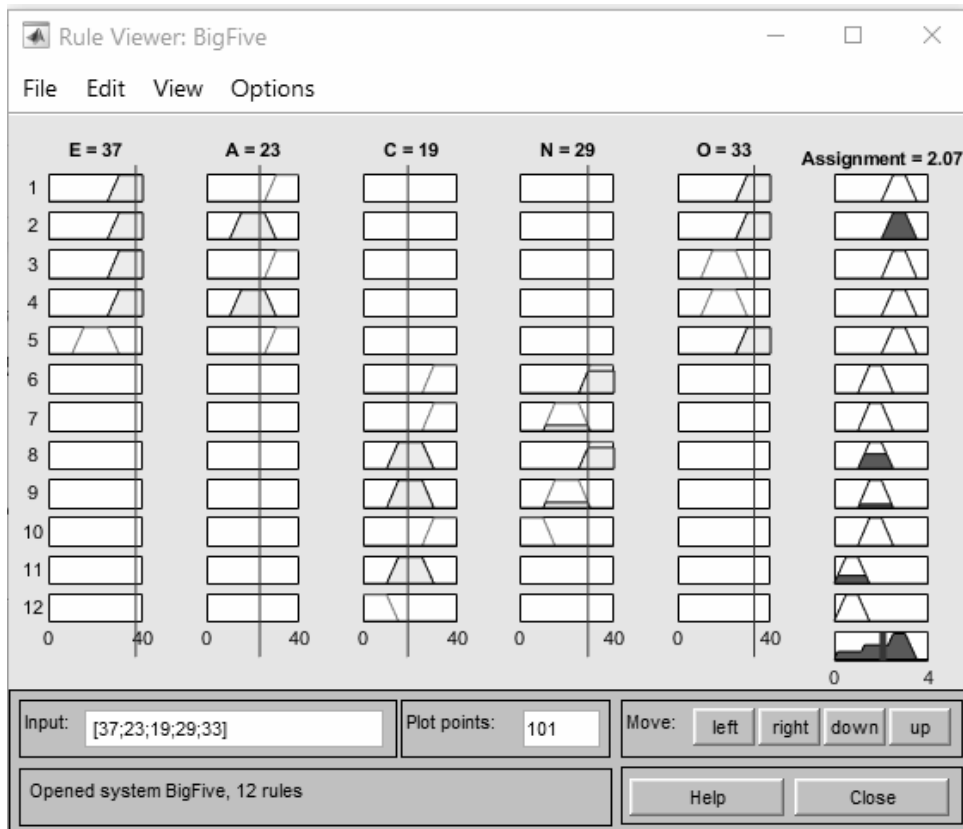 Rule Viewer: BigFive
File Edit View Options
E = 37 A = 23 C = 19 N = 29 O = 33 Assignment = 2.07
1
2
3
4
5
6
7
8
9
10
11
12
0 40 0 40 0 40 0 40 0 40
0 4
Input: [37;23;19;29;33] Plot points: 101 Move: left right down up
Opened system BigFive, 12 rules Help Close